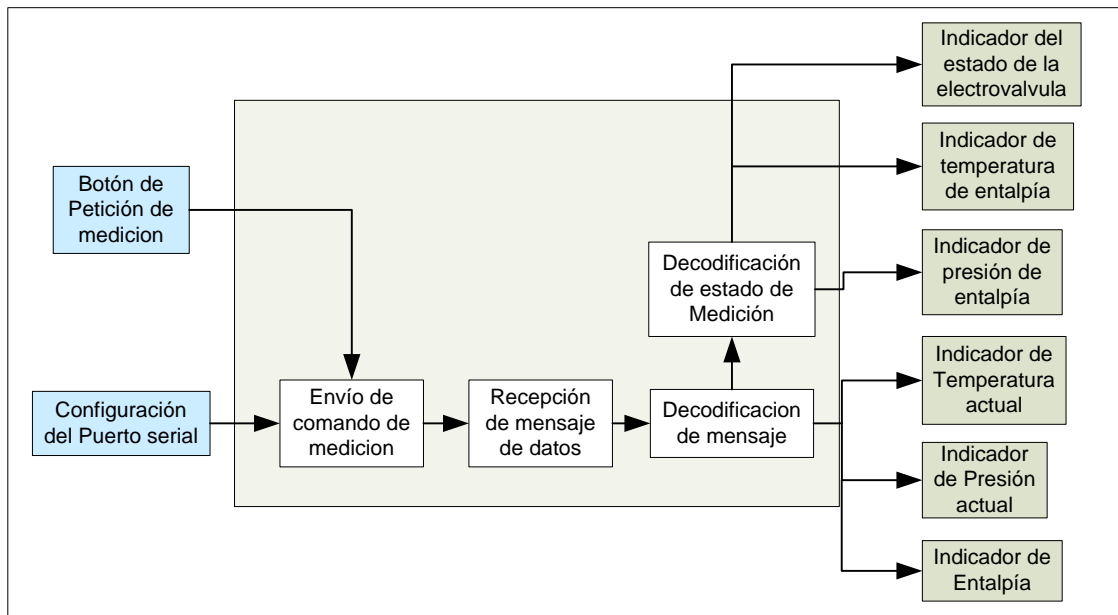 Indicador del
estado de la
electrovalvula
Indicador de
temperatura
de entalpía
Botón de
Petición de
medicion
Decodificación
de estado de
Medición
Indicador de
presión de
entalpía
Configuración
del Puerto serial
Envío de
comando de
medicion
Recepción
de mensaje
de datos
Decodificacion
de mensaje
Indicador de
Temperatura
actual
Indicador
de Presión
actual
Indicador de
Entalpía